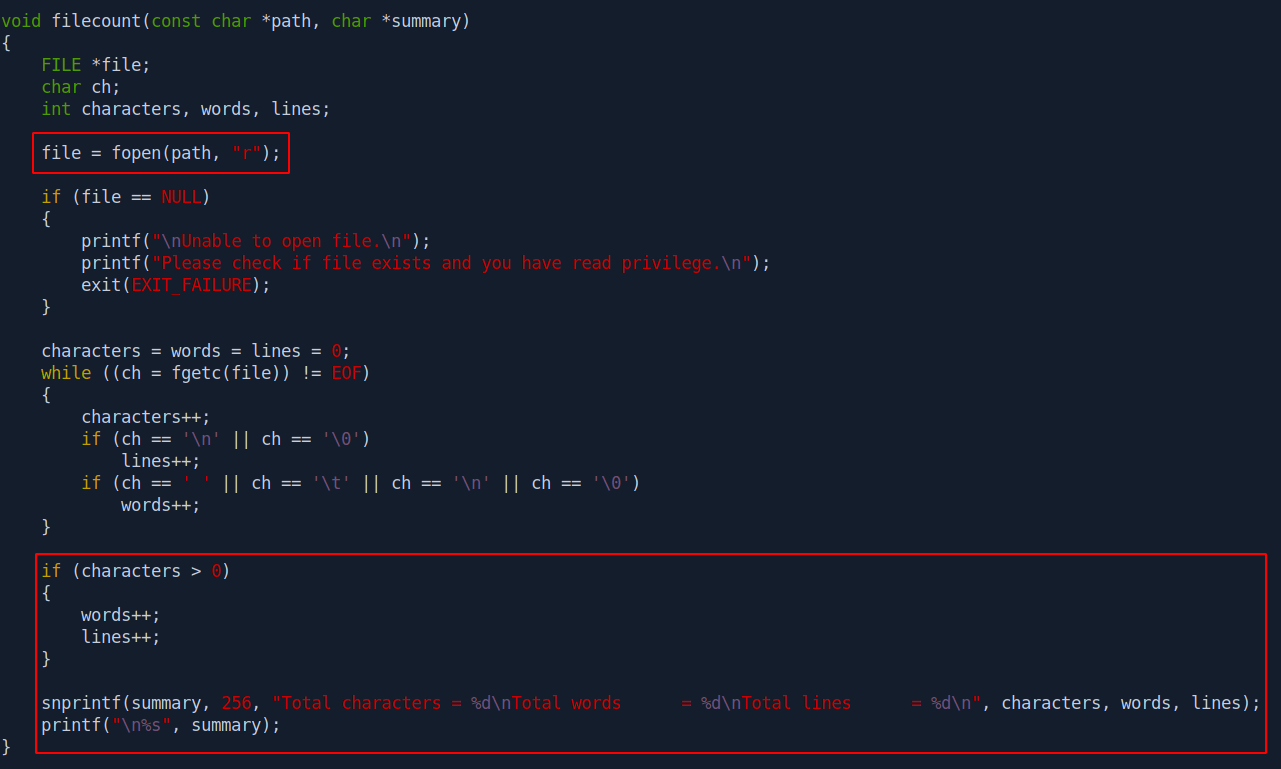 void filecount(const char *path, char *summary)
{
    FILE *file;
    char ch;
    int characters, words, lines;

    file = fopen(path, "r");

    if (file == NULL)
    {
        printf("\nUnable to open file.\n");
        printf("Please check if file exists and you have read privilege.\n");
        exit(EXIT_FAILURE);
    }

    characters = words = lines = 0;
    while ((ch = fgetc(file)) != EOF)
    {
        characters++;
        if (ch == '\n' || ch == '\0')
            lines++;
        if (ch == ' ' || ch == '\t' || ch == '\n' || ch == '\0')
            words++;
    }

    if (characters > 0)
    {
        words++;
        lines++;
    }

    snprintf(summary, 256, "Total characters = %d\nTotal words      = %d\nTotal lines      = %d\n", characters, words, lines);
    printf("\n%s", summary);
}